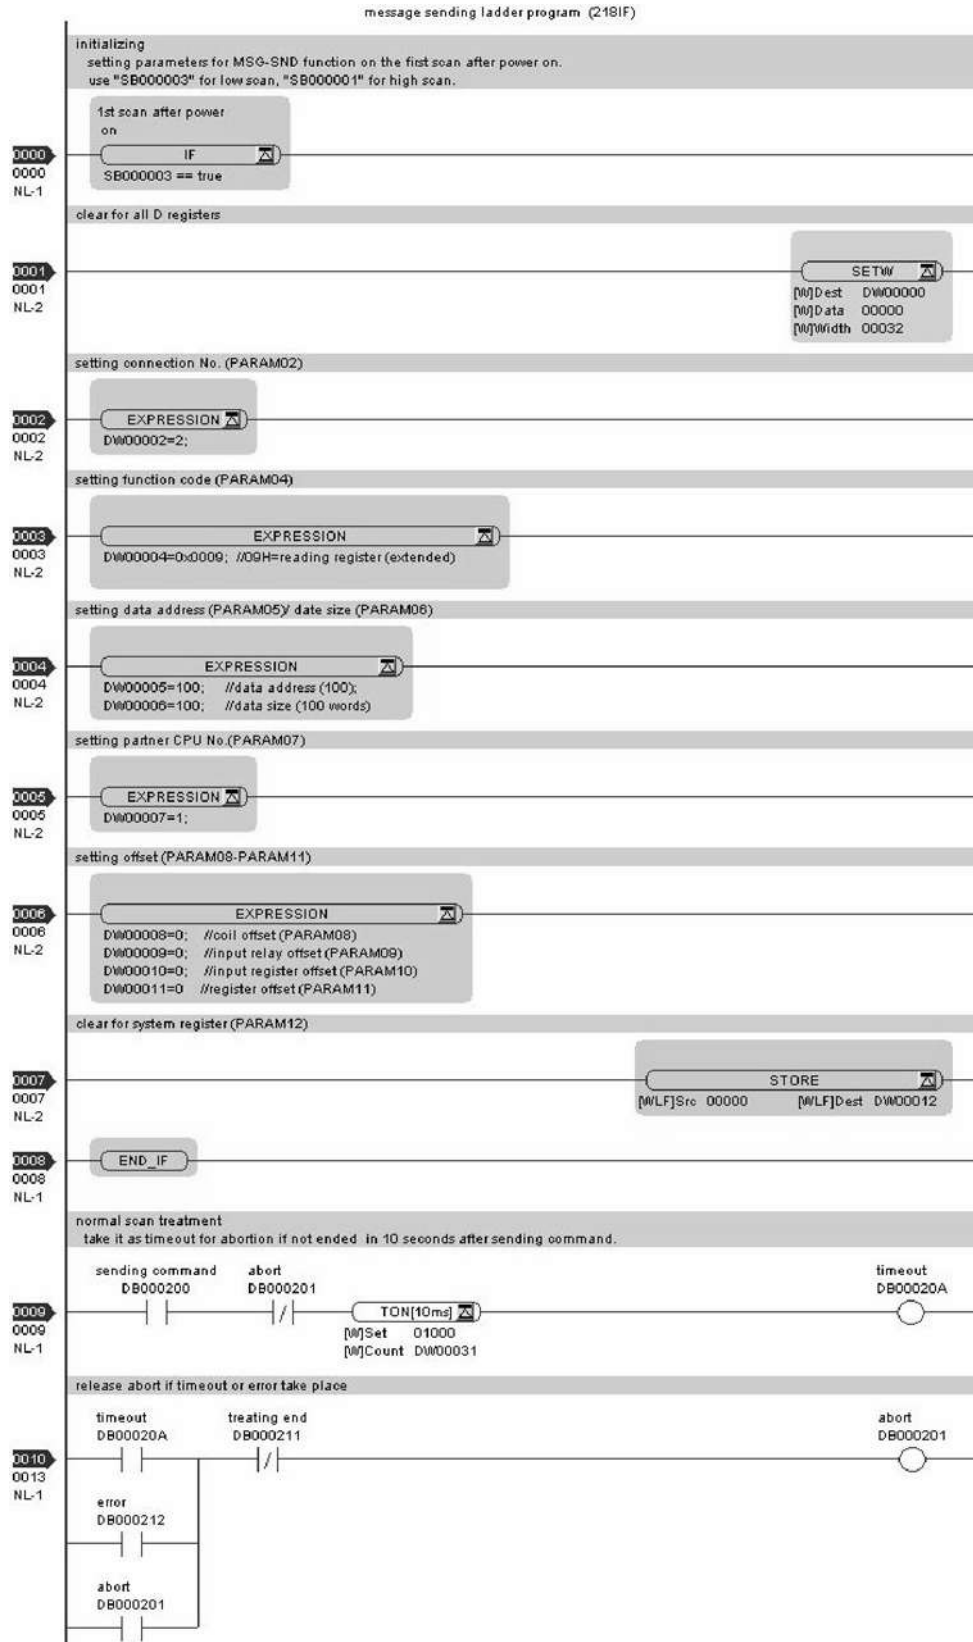 message sending ladder program (218IF)
initializing
setting parameters for MSG-SND function on the first scan after power on.
use "SB000003" for low scan, "SB000001" for high scan.
1st scan after power
on
0000
IF
0000
SB000003 == true
NL-1
clear for all D registers
0001
SETW
0001
[W]Dest DW00000
NL-2
[W]Data 00000
[W]Width 00032
setting connection No. (PARAM02)
0002
EXPRESSION
0002
DW00002=2;
NL-2
setting function code (PARAM04)
0003
EXPRESSION
0003
DW00004=0x0009; //09H=reading register (extended)
NL-2
setting data address (PARAM05)/ date size (PARAM06)
0004
EXPRESSION
0004
DW00005=100; //data address (100);
NL-2
DW00006=100; //data size (100 words)
setting partner CPU No.(PARAM07)
0005
EXPRESSION
0005
DW00007=1;
NL-2
setting offset (PARAM08-PARAM11)
0006
EXPRESSION
0006
DW00008=0; //coil offset (PARAM08)
NL-2
DW00009=0; //input relay offset (PARAM09)
DW00010=0; //input register offset (PARAM10)
DW00011=0 //register offset (PARAM11)
clear for system register (PARAM12)
0007
STORE
0007
[WLF]Src 00000 [WLF]Dest DW00012
NL-2
0008
END_IF
0008
NL-1
normal scan treatment
take it as timeout for abortion if not ended in 10 seconds after sending command.
sending command abort timeout
DB000200 DB000201 DB00020A
0009
TON[10ms]
0009
[W]Set 01000
NL-1
[W]Count DW00031
release abort if timeout or error take place
timeout treating end abort
DB00020A DB000211 DB000201
0010
0013
NL-1
error
DB000212
abort
DB000201